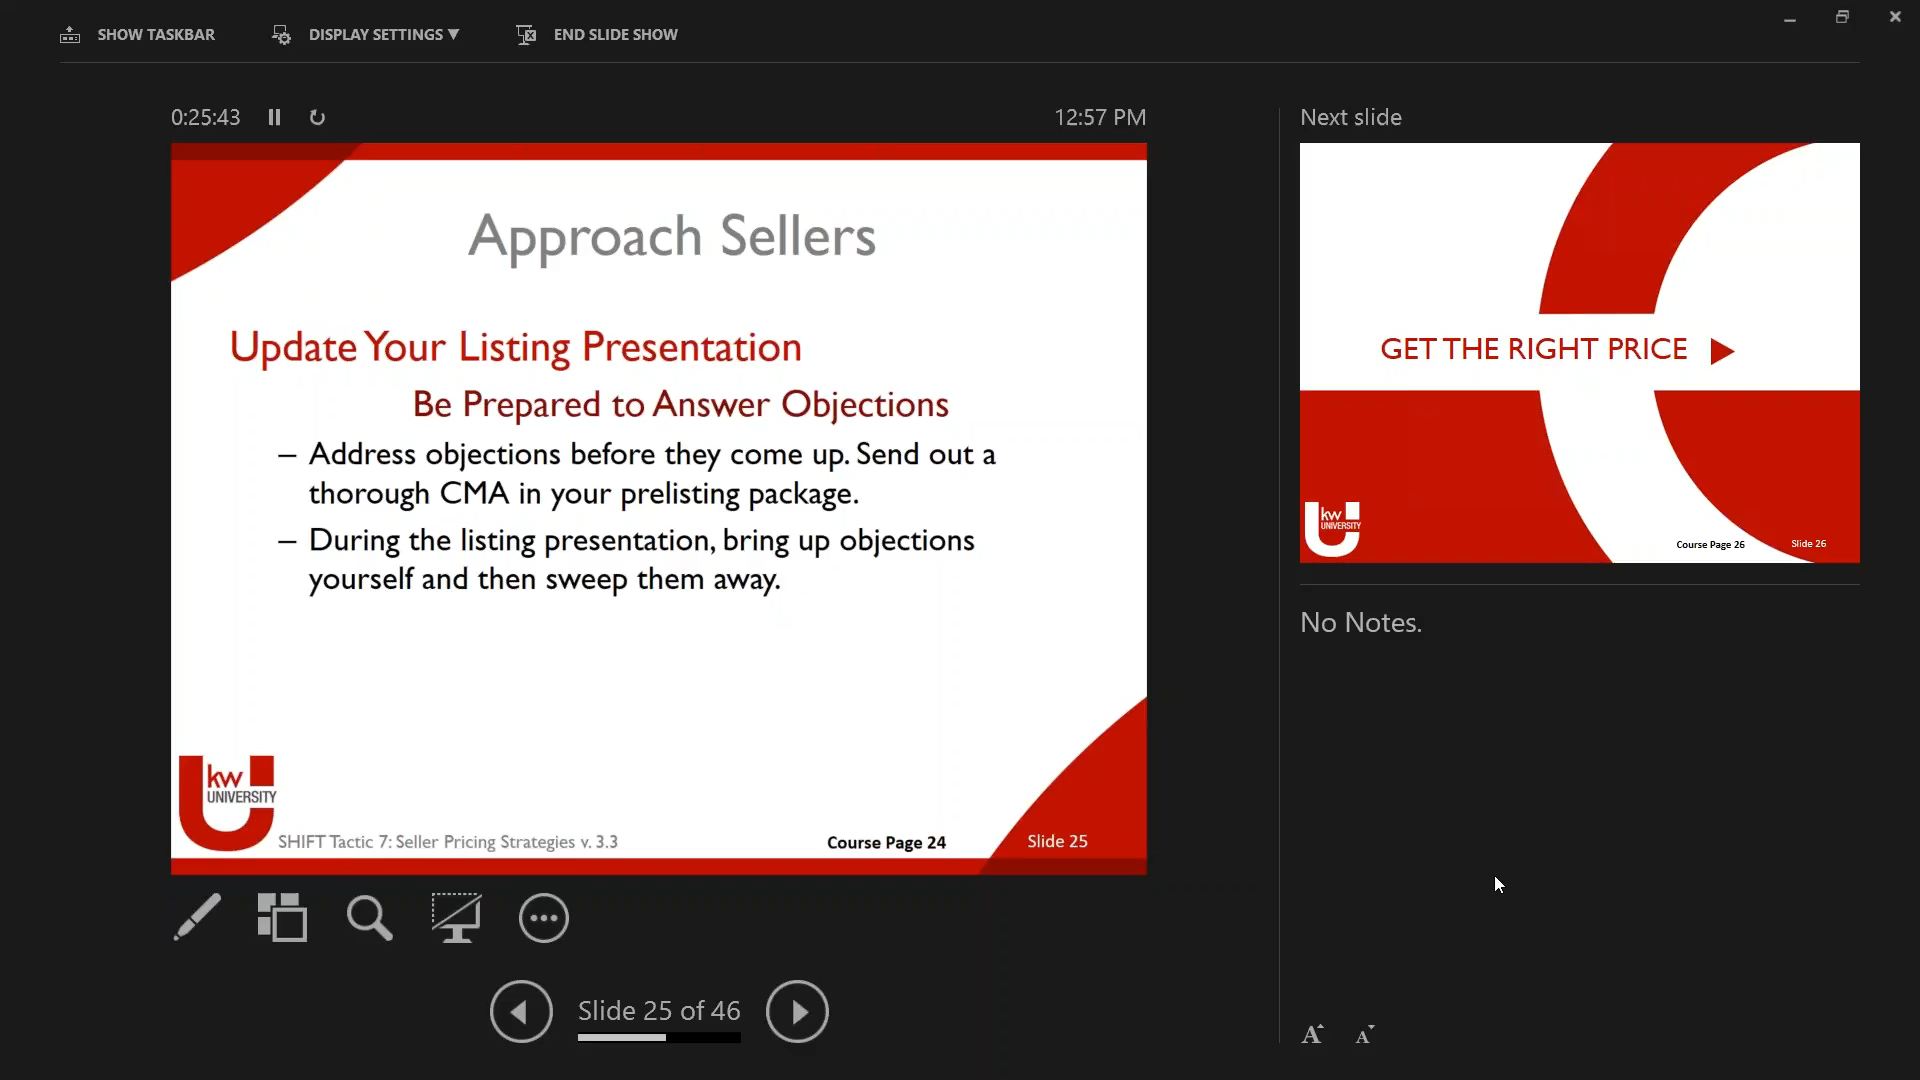 SHOW TASKBAR
DISPLAY SETTINGS ▼
END SLIDE SHOW
0:25:43
12:57 PM
Approach Sellers
Update Your Listing Presentation
Be Prepared to Answer Objections
– Address objections before they come up. Send out a
thorough CMA in your prelisting package.
– During the listing presentation, bring up objections
yourself and then sweep them away.
kw
UNIVERSITY
SHIFT Tactic 7: Seller Pricing Strategies v. 3.3
Course Page 24
Slide 25
Slide 25 of 46
Next slide
GET THE RIGHT PRICE
kw
UNIVERSITY
Course Page 26
Slide 26
No Notes.
A A